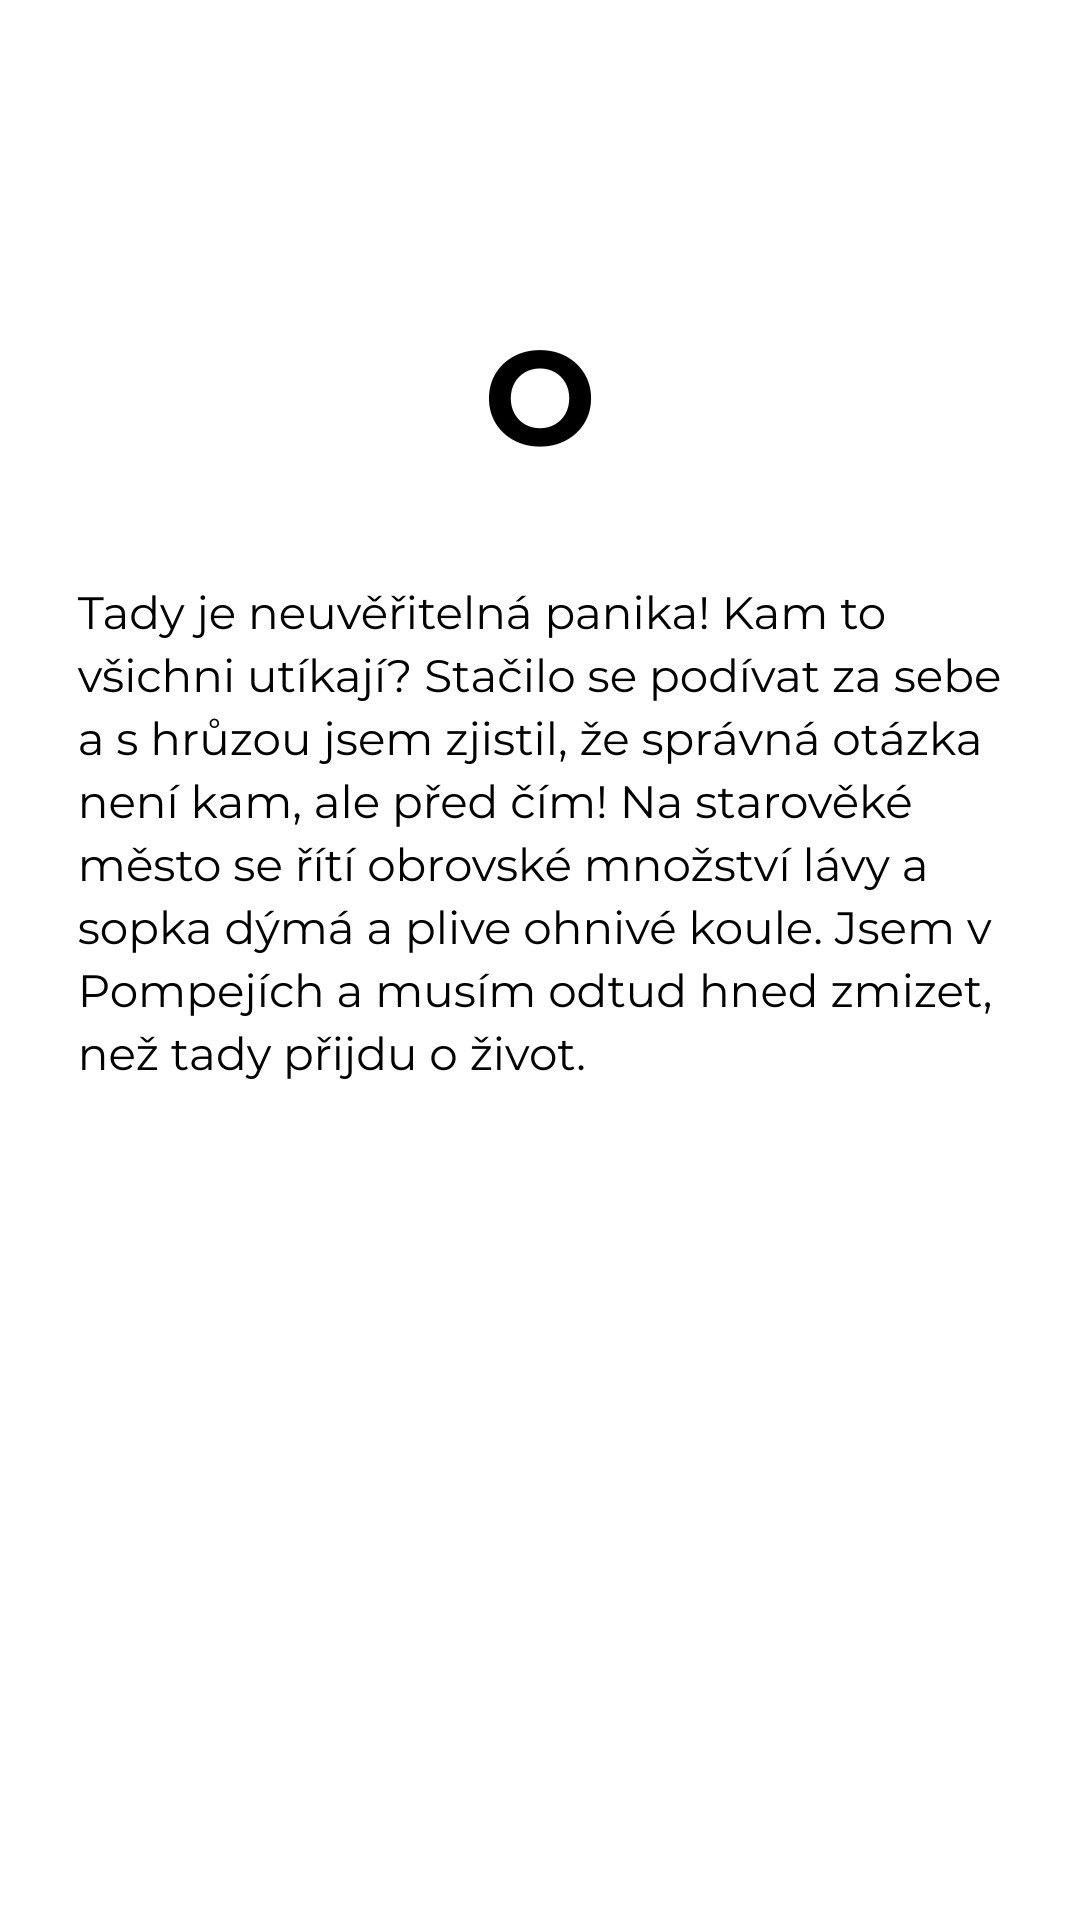 O
Tady je neuvěřitelná panika! Kam to
všichni utíkají? Stačilo se podívat za sebe
a s hrůzou jsem zjistil, že správná otázka
není kam, ale před čím! Na starověké
město se řítí obrovské množství lávy a
sopka dýmá a plive ohnivé koule. Jsem v
Pompejích a musím odtud hned zmizet,
než tady přijdu o život.